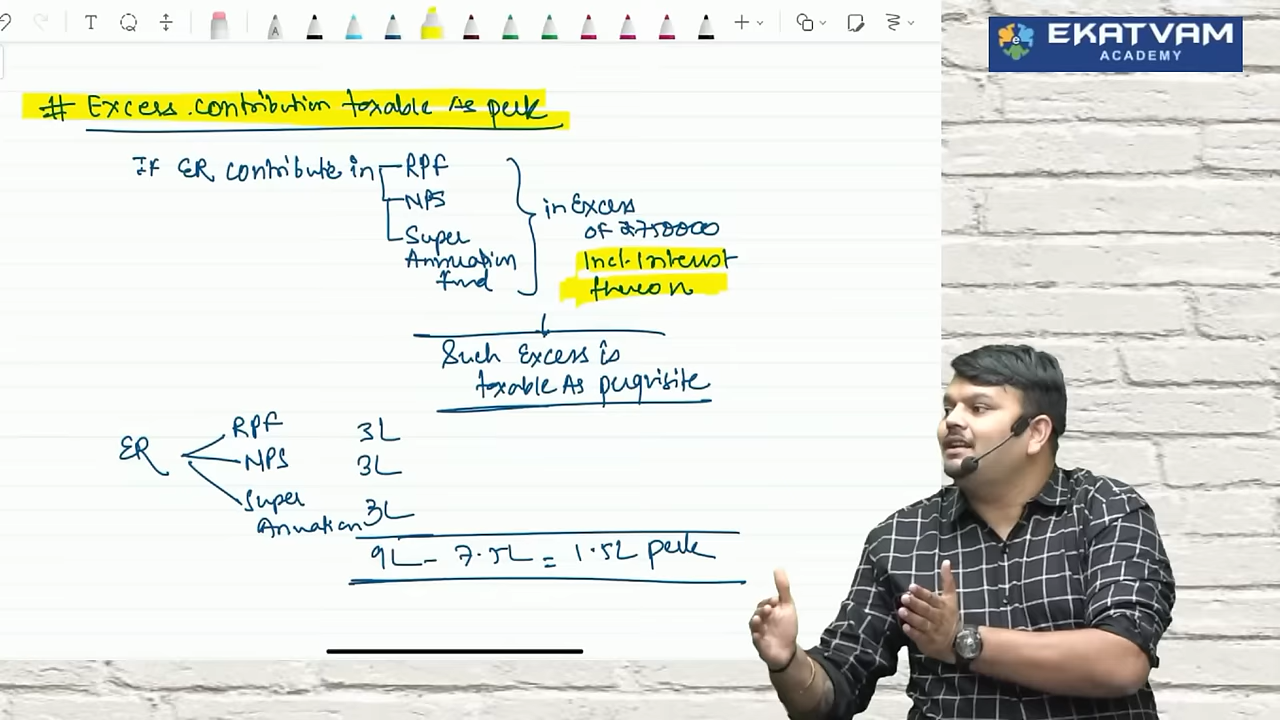 EKATVAM
ACADEMY
# Excess contribution taxable As perk
If ER contribute in
RPF
NPS
Super
Annuation
fund
in Excess
of ₹750000
Incl. Interest
thereon
Such Excess is
taxable As perquisite
ER
RPF 3L
NPS 3L
Super
Annuation 3L
9L - 7.5L = 1.5L perk